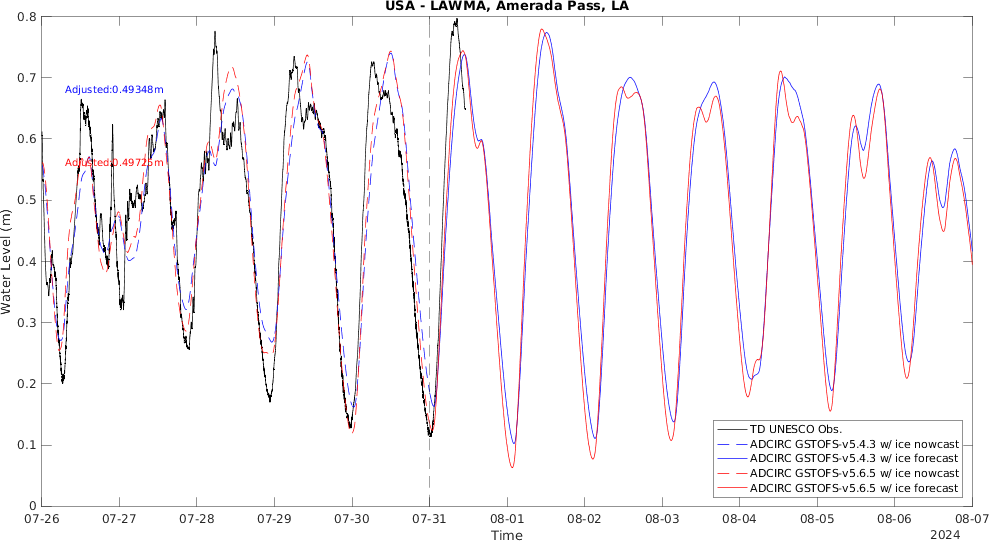 USA - LAWMA, Amerada Pass, LA
0.8
0.7
Adjusted:0.49348m
0.6
Adjusted:0.49725m
0.5
Water Level (m)
0.4
0.3
0.2
0.1
0
TD UNESCO Obs.
ADCIRC GSTOFS-v5.4.3 w/ ice nowcast
ADCIRC GSTOFS-v5.4.3 w/ ice forecast
ADCIRC GSTOFS-v5.6.5 w/ ice nowcast
ADCIRC GSTOFS-v5.6.5 w/ ice forecast
07-26 07-27 07-28 07-29 07-30 07-31 08-01 08-02 08-03 08-04 08-05 08-06 08-07
Time
2024